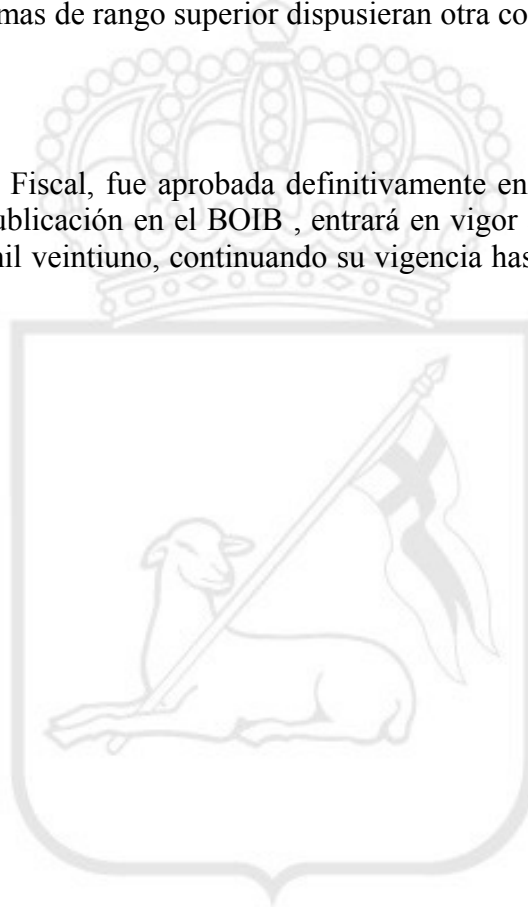 mas de rango superior dispusieran otra co
Fiscal, fue aprobada definitivamente en
ublicación en el BOIB , entrará en vigor
nil veintiuno, continuando su vigencia has